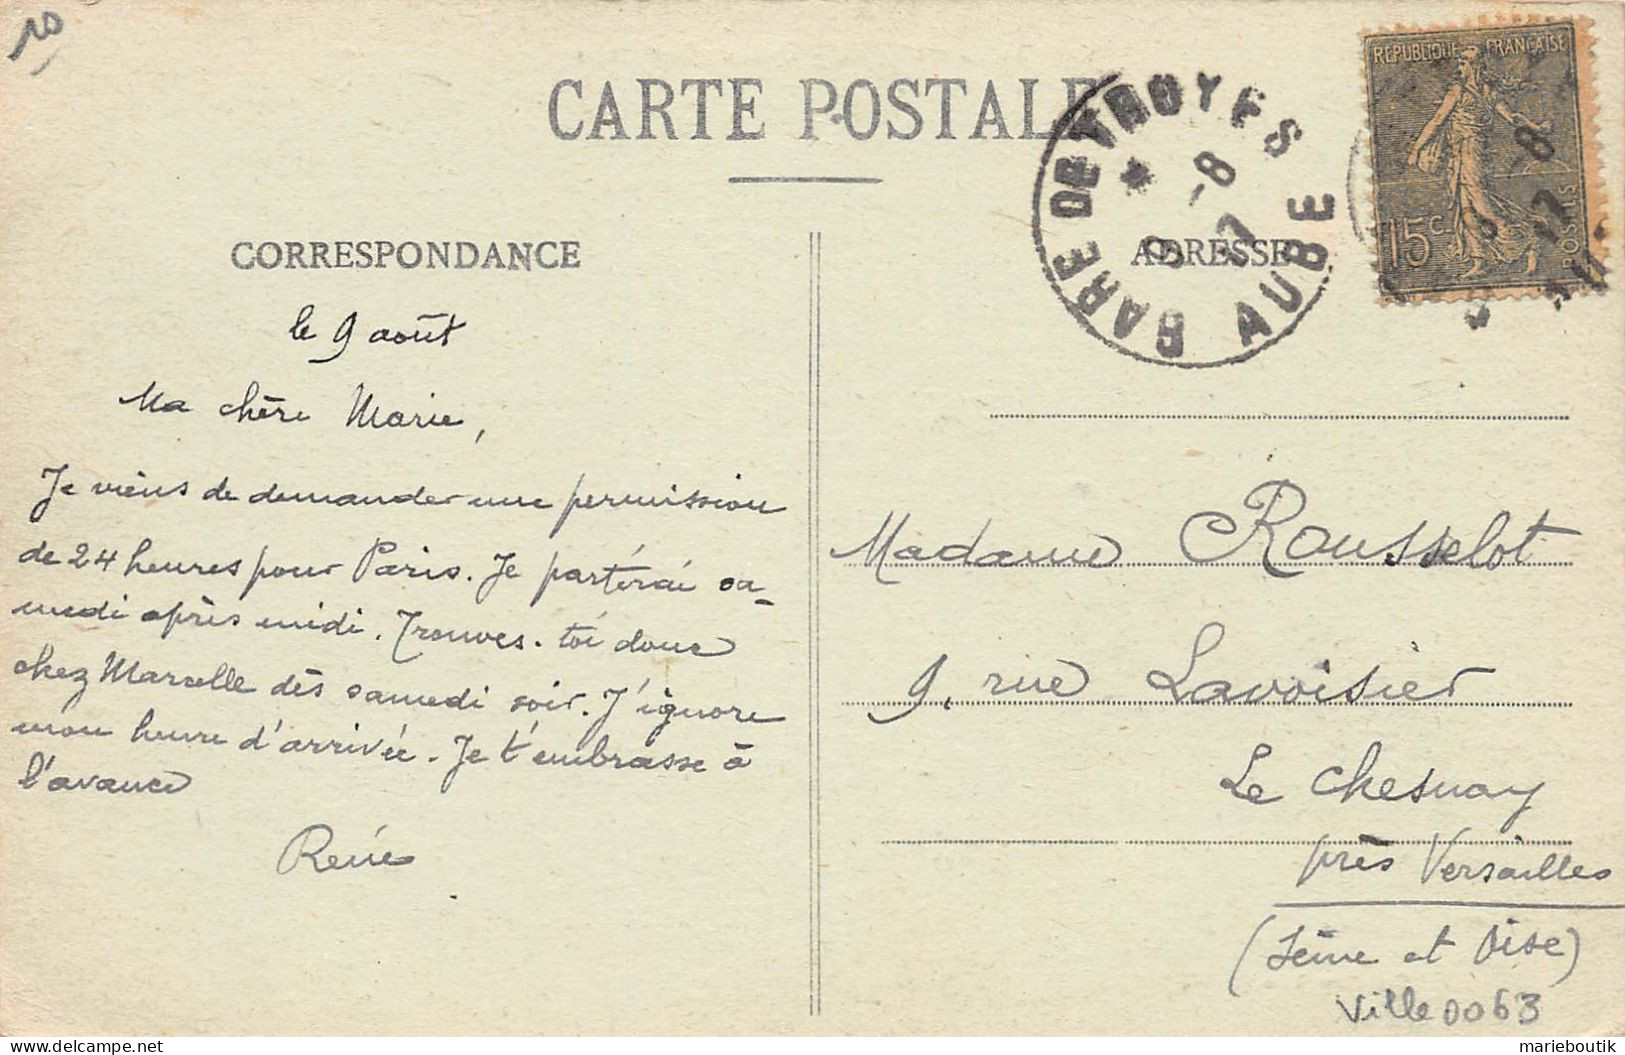 CARTE POSTALE
CORRESPONDANCE
le 9 août
Ma chère Marie,
Je viens de demander une permission
de 24 heures pour Paris. Je partirai sa-
medi après midi. Trouves-toi donc
chez Marcelle dès samedi soir. J'ignore
mon heure d'arrivée. Je t'embrasse à
l'avance
René
GARE DE TROYES
AUBE
-8
ADRESSE
REPUBLIQUE FRANÇAISE
15c
POSTES
Madame Rousselot
9, rue Lavoisier
Le Chesnay
près Versailles
(Seine et Oise)
Ville 0063
marieboutik